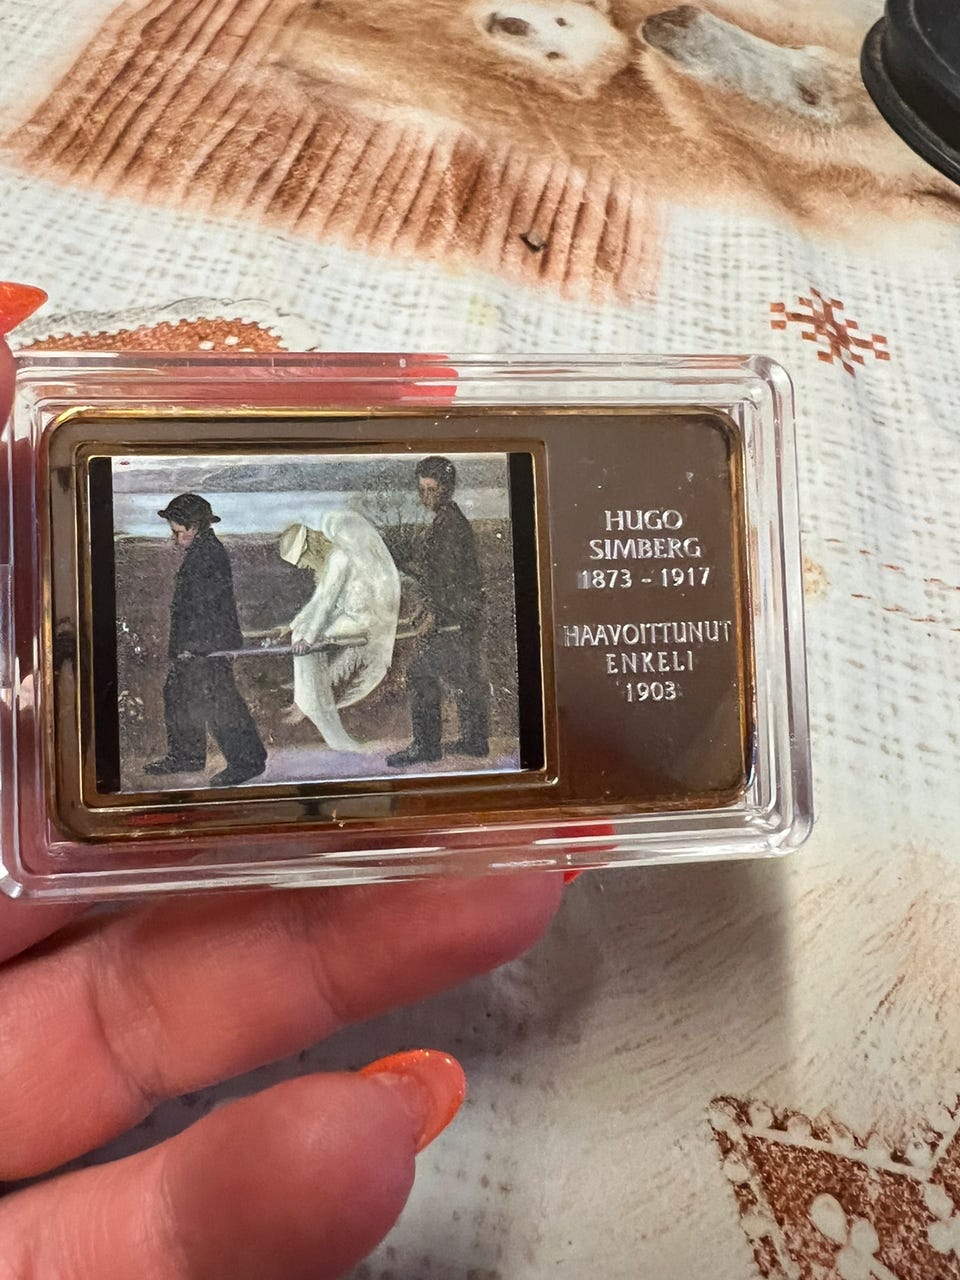 HUGO
SIMBERG
1873 - 1917
HAAVOITTUNUT
ENKELI
1903